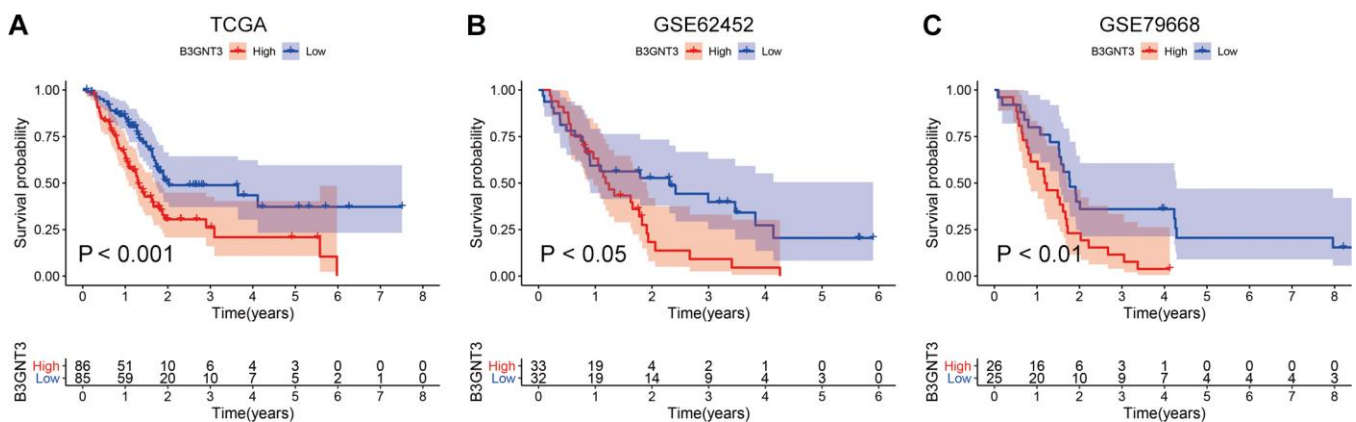 A
TCGA
B3GNT3 High Low
Survival probability
1.00
0.75
0.50
0.25
0.00
P < 0.001
0 1 2 3 4 5 6 7 8
Time(years)
B3GNT3
High 86 51 10 6 4 3 0 0 0
Low 85 59 20 10 7 5 2 1 0
0 1 2 3 4 5 6 7 8
Time(years)
B
GSE62452
B3GNT3 High Low
Survival probability
1.00
0.75
0.50
0.25
0.00
P < 0.05
0 1 2 3 4 5 6
Time(years)
B3GNT3
High 33 19 4 2 1 0 0
Low 32 19 14 9 4 3 0
0 1 2 3 4 5 6
Time(years)
C
GSE79668
B3GNT3 High Low
Survival probability
1.00
0.75
0.50
0.25
0.00
P < 0.01
0 1 2 3 4 5 6 7 8
Time(years)
B3GNT3
High 26 16 6 3 1 0 0 0 0
Low 25 20 10 9 7 4 4 4 3
0 1 2 3 4 5 6 7 8
Time(years)